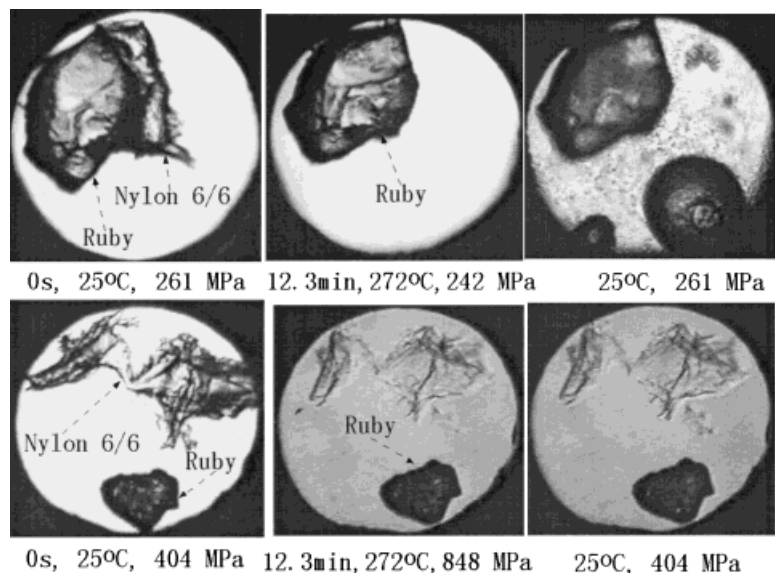 Nylon 6/6
Ruby
Ruby
0s, 25ºC, 261 MPa
12.3min,272ºC,242 MPa
25ºC, 261 MPa
Nylon 6/6
Ruby
Ruby
0s, 25ºC, 404 MPa
12.3min,272ºC,848 MPa
25ºC, 404 MPa